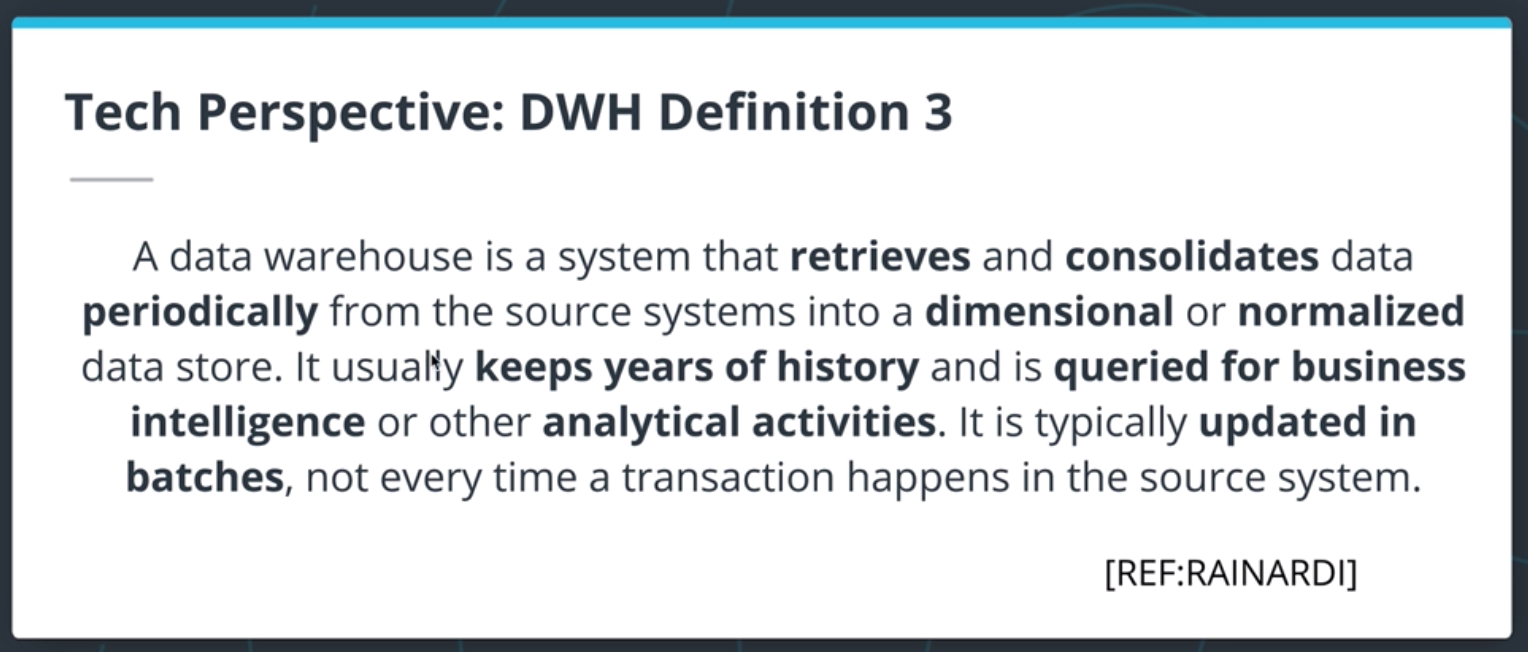 Tech Perspective: DWH Definition 3
A data warehouse is a system that retrieves and consolidates data
periodically from the source systems into a dimensional or normalized
data store. It usually keeps years of history and is queried for business
intelligence or other analytical activities. It is typically updated in
batches, not every time a transaction happens in the source system.
[REF:RAINARDI]